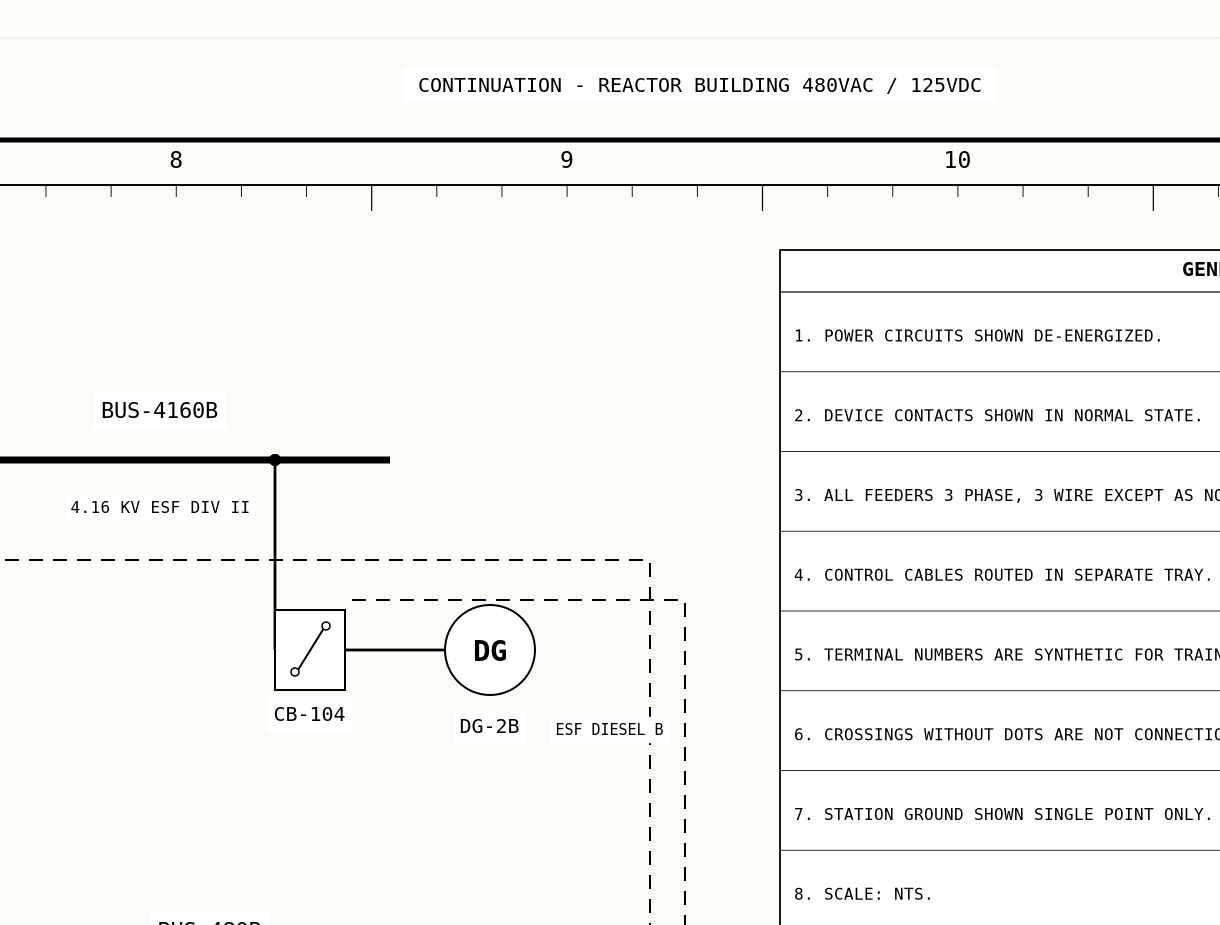 CONTINUATION - REACTOR BUILDING 480VAC / 125VDC
8
9
10
1. POWER CIRCUITS SHOWN DE-ENERGIZED.
2. DEVICE CONTACTS SHOWN IN NORMAL STATE.
3. ALL FEEDERS 3 PHASE, 3 WIRE EXCEPT AS
4. CONTROL CABLES ROUTED IN SEPARATE TRAY.
5. TERMINAL NUMBERS ARE SYNTHETIC FOR
6. CROSSINGS WITHOUT DOTS ARE NOT
7. STATION GROUND SHOWN SINGLE POINT ONLY.
8. SCALE: NTS.
BUS-4160B
4.16 KV ESF DIV II
DG
CB-104
DG-2B
ESF DIESEL B